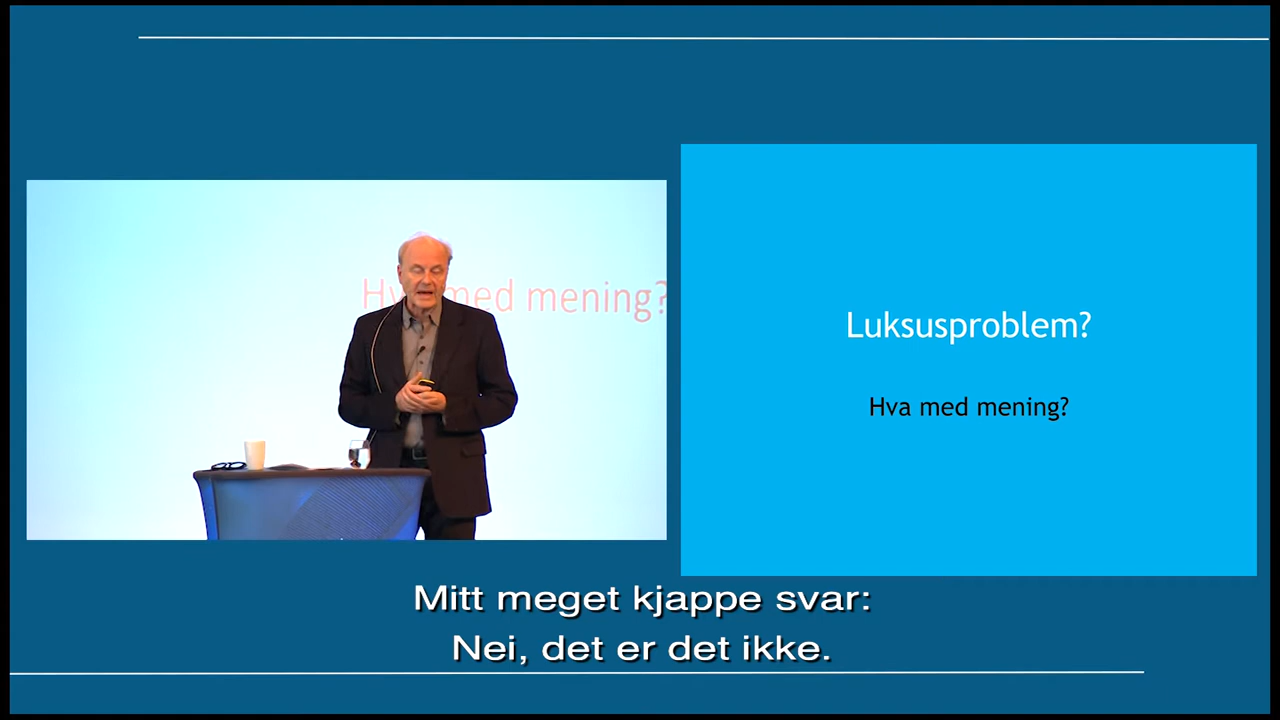 Hva med mening?
Luksusproblem?
Hva med mening?
Mitt meget kjappe svar:
Nei, det er det ikke.